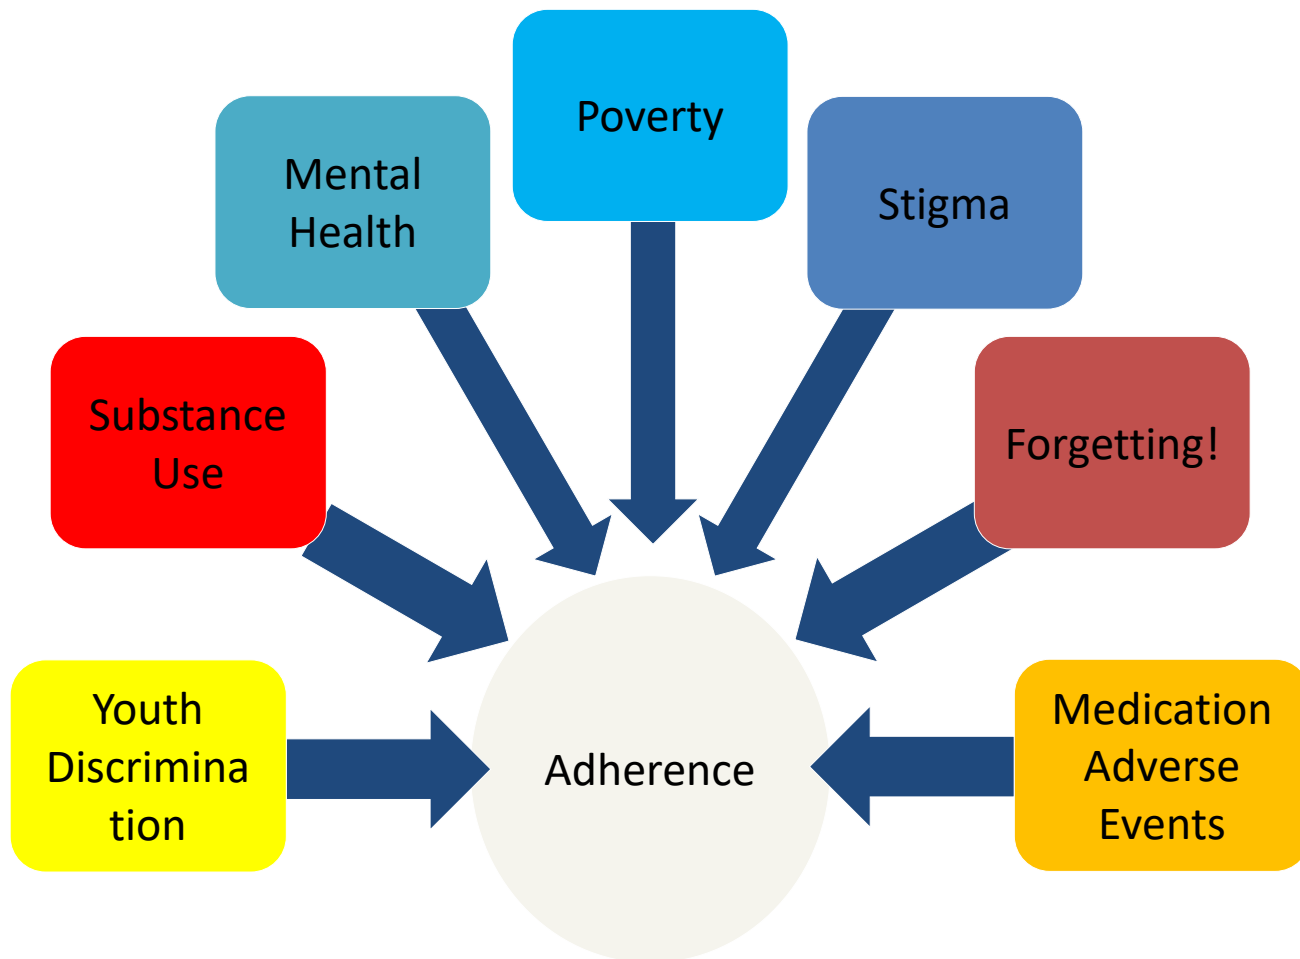 Poverty
Mental
Health
Stigma
Substance
Use
Forgetting!
Youth
Discrimina
tion
Adherence
Medication
Adverse
Events